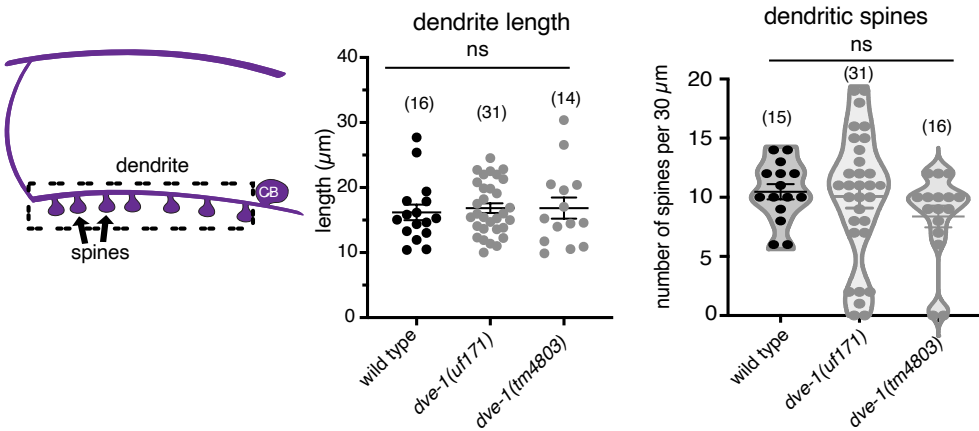 dendrite
CB
spines
dendrite length
ns
(16)
(31)
(14)
length (µm)
40
30
20
10
0
wild type
dve-1(uf171)
dve-1(tm4803)
dendritic spines
ns
(31)
(15)
(16)
number of spines per 30 µm
20
15
10
5
0
wild type
dve-1(uf171)
dve-1(tm4803)